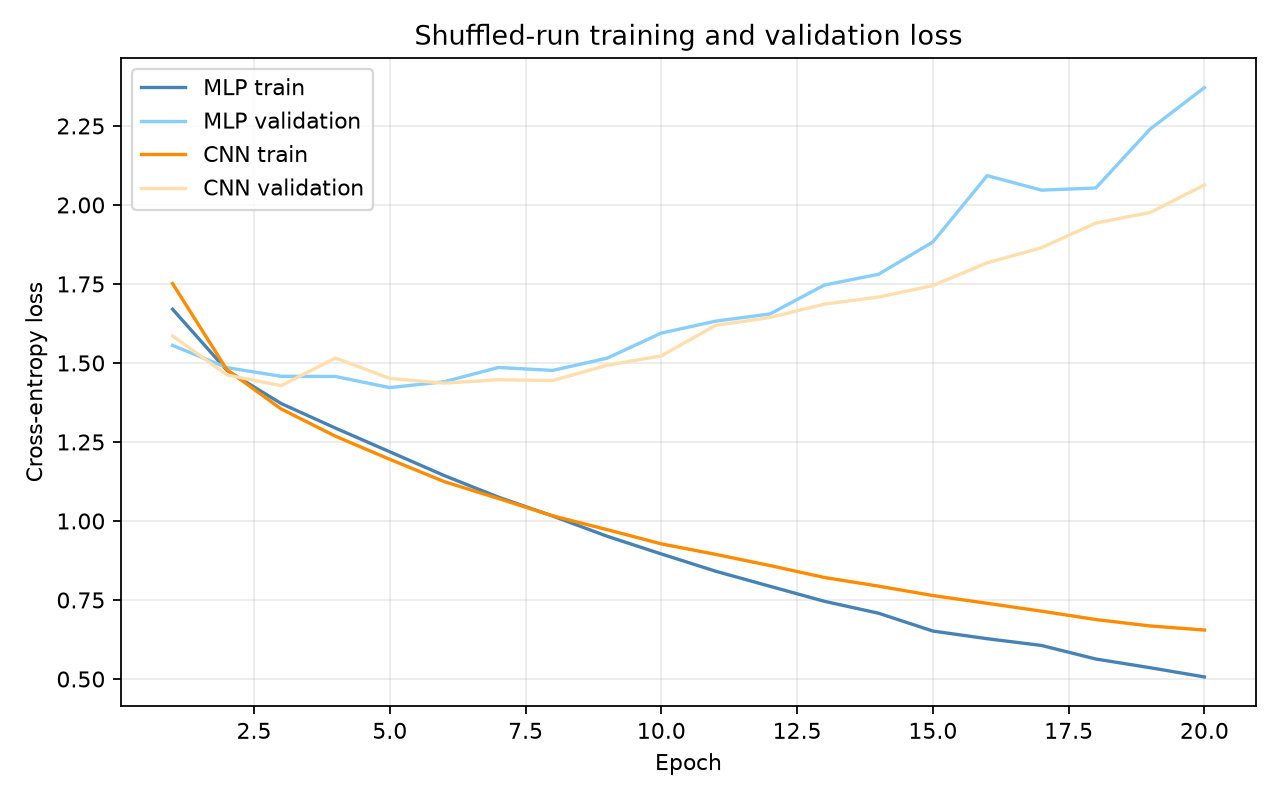 Shuffled-run training and validation loss
MLP train
MLP validation
CNN train
CNN validation
Cross-entropy loss
2.25
2.00
1.75
1.50
1.25
1.00
0.75
0.50
2.5 5.0 7.5 10.0 12.5 15.0 17.5 20.0
Epoch